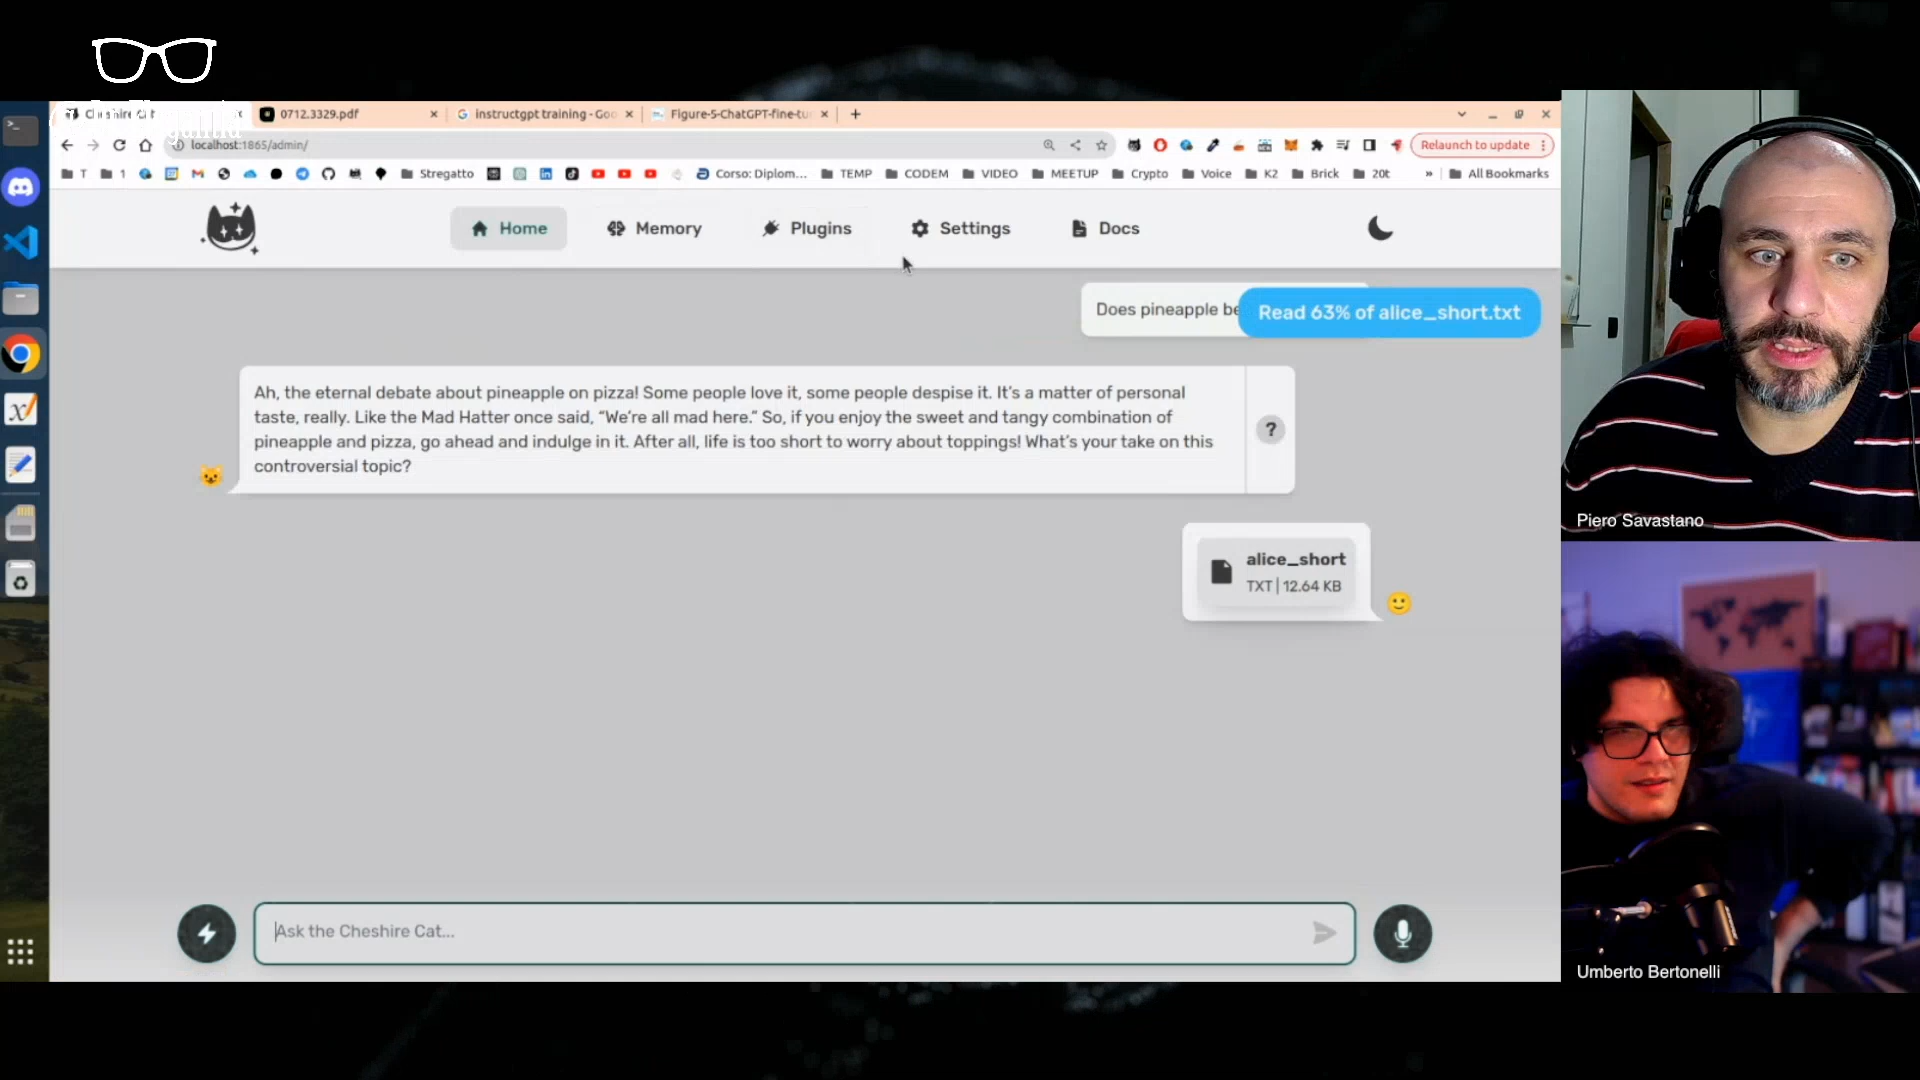 0712.3329.pdf
instructgpt training - Goo
Figure-5-ChatGPT-fine-tu
localhost:1865/admin/
Relaunch to update
T
1
Stregatto
Corso: Diplom...
TEMP
CODEM
VIDEO
MEETUP
Crypto
Voice
K2
Brick
20t
»
All Bookmarks
Home
Memory
Plugins
Settings
Docs
Does pineapple be
Read 63% of alice_short.txt
Ah, the eternal debate about pineapple on pizza! Some people love it, some people despise it. It's a matter of personal
taste, really. Like the Mad Hatter once said, “We're all mad here.” So, if you enjoy the sweet and tangy combination of
pineapple and pizza, go ahead and indulge in it. After all, life is too short to worry about toppings! What's your take on this
controversial topic?
?
alice_short
TXT | 12.64 KB
Ask the Cheshire Cat...
Piero Savastano
Umberto Bertonelli